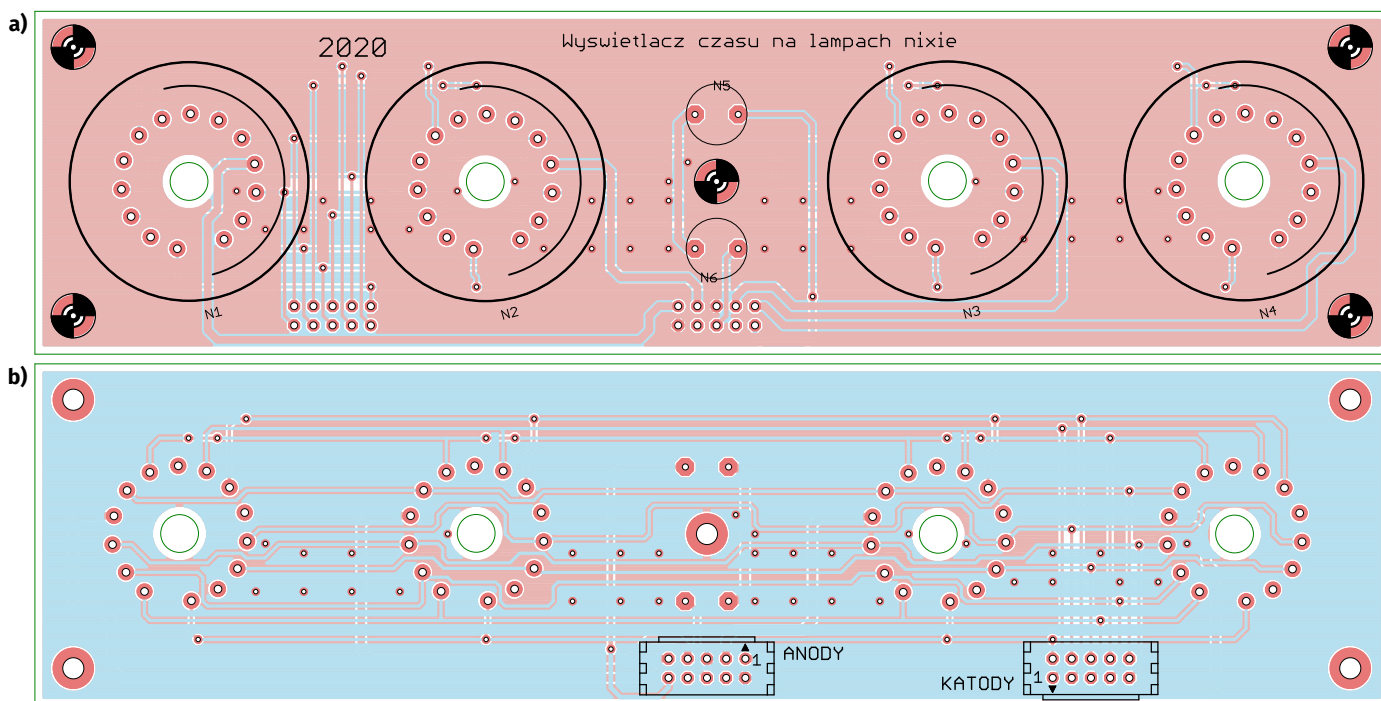 a)
2020
Wyswietlacz czasu na lampach nixie
N5
N6
N1
N2
N3
N4
b)
ANODY
1
KATODY
1